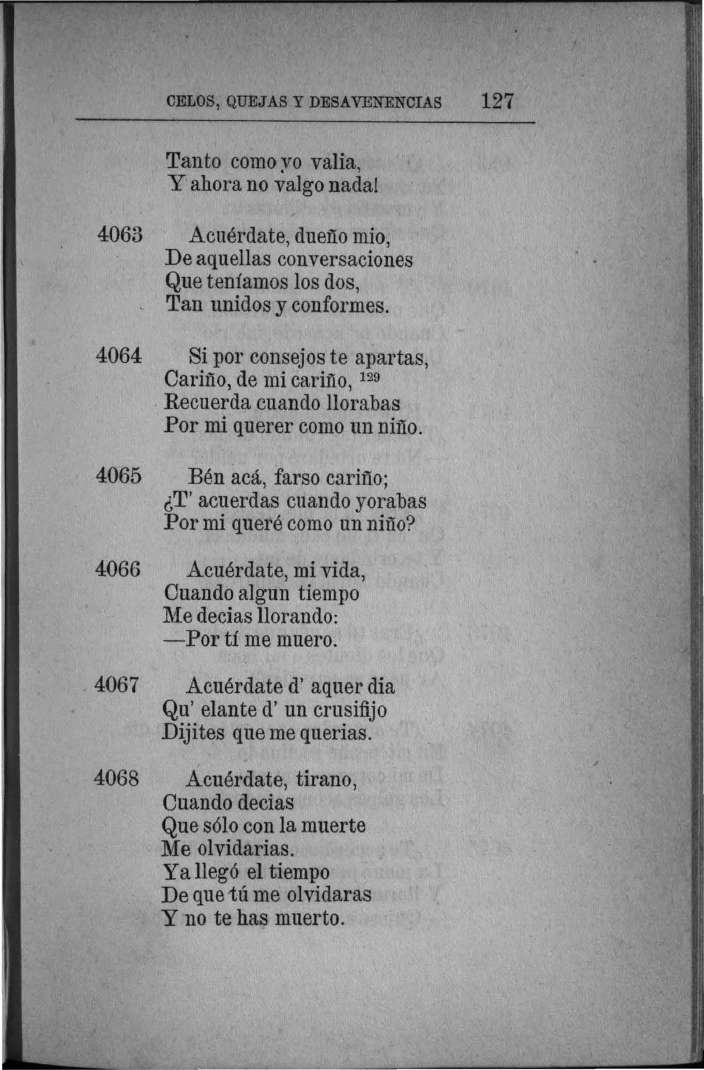 CELOS, QUEJAS Y DESAVENENCIAS 127
Tanto como yo valia,
Y ahora no valgo nada!
4063 Acuérdate, dueño mio,
De aquellas conversaciones
Que teníamos los dos,
Tan unidos y conformes.
4064 Si por consejos te apartas,
Cariño, de mi cariño, 129
Recuerda cuando llorabas
Por mi querer como un niño.
4065 Bén acá, farso cariño;
¿T' acuerdas cuando yorabas
Por mi queré como un niño?
4066 Acuérdate, mi vida,
Cuando algun tiempo
Me decias llorando:
—Por tí me muero.
4067 Acuérdate d' aquer dia
Qu' elante d' un crusifijo
Dijites que me querias.
4068 Acuérdate, tirano,
Cuando decias
Que sólo con la muerte
Me olvidarias.
Ya llegó el tiempo
De que tú me olvidaras
Y no te has muerto.